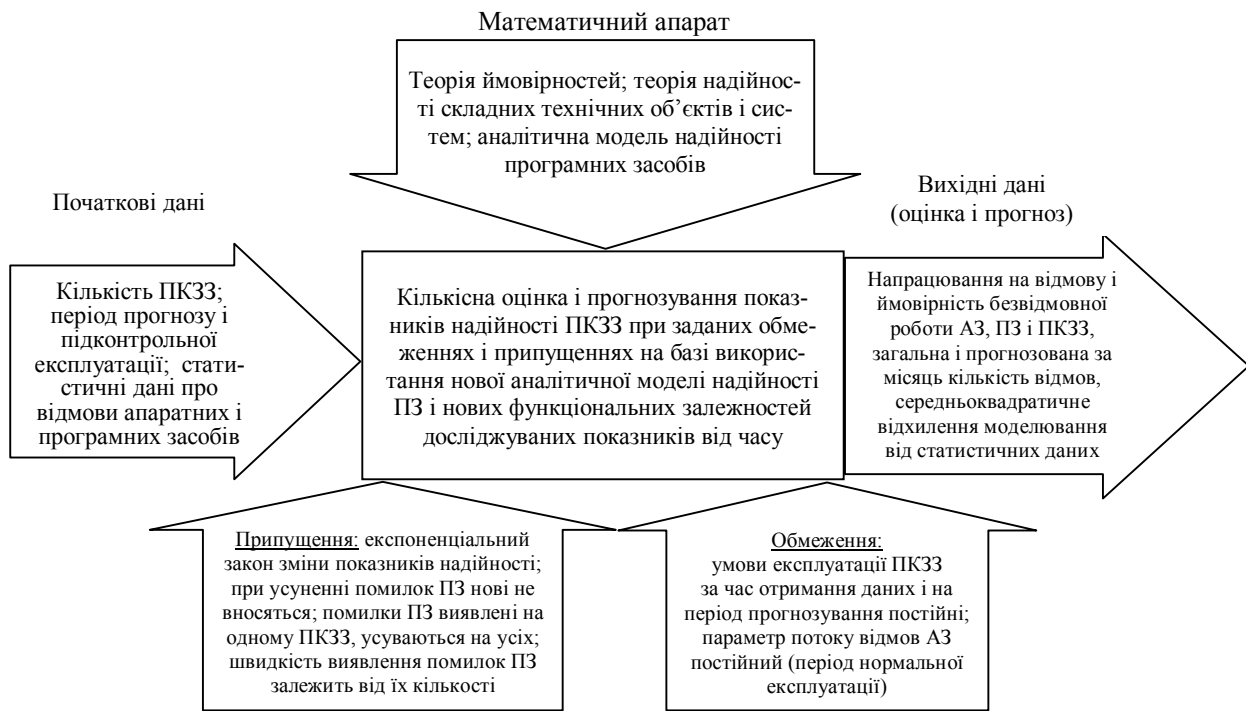 Математичний апарат
Теорія ймовірностей; теорія надійнос-
ті складних технічних об’єктів і сис-
тем; аналітична модель надійності
програмних засобів
Початкові дані
Кількість ПКЗЗ;
період прогнозу і
підконтрольної
експлуатації; стати-
стичні дані про
відмови апаратних і
програмних засобів
Кількісна оцінка і прогнозування показ-
ників надійності ПКЗЗ при заданих обме-
женнях і припущеннях на базі викорис-
тання нової аналітичної моделі надійності
ПЗ і нових функціональних залежностей
досліджуваних показників від часу
Вихідні дані
(оцінка і прогноз)
Напрацювання на відмову і
ймовірність безвідмовної
роботи АЗ, ПЗ і ПКЗЗ,
загальна і прогнозована за
місяць кількість відмов,
середньоквадратичне
відхилення моделювання
від статистичних даних
Припущення: експоненціальний
закон зміни показників надійності;
при усуненні помилок ПЗ нові не
вносяться; помилки ПЗ виявлені на
одному ПКЗЗ, усуваються на усіх;
швидкість виявлення помилок ПЗ
залежить від їх кількості
Обмеження:
умови експлуатації ПКЗЗ
за час отримання даних і на
період прогнозування постійні;
параметр потоку відмов АЗ
постійний (період нормальної
експлуатації)